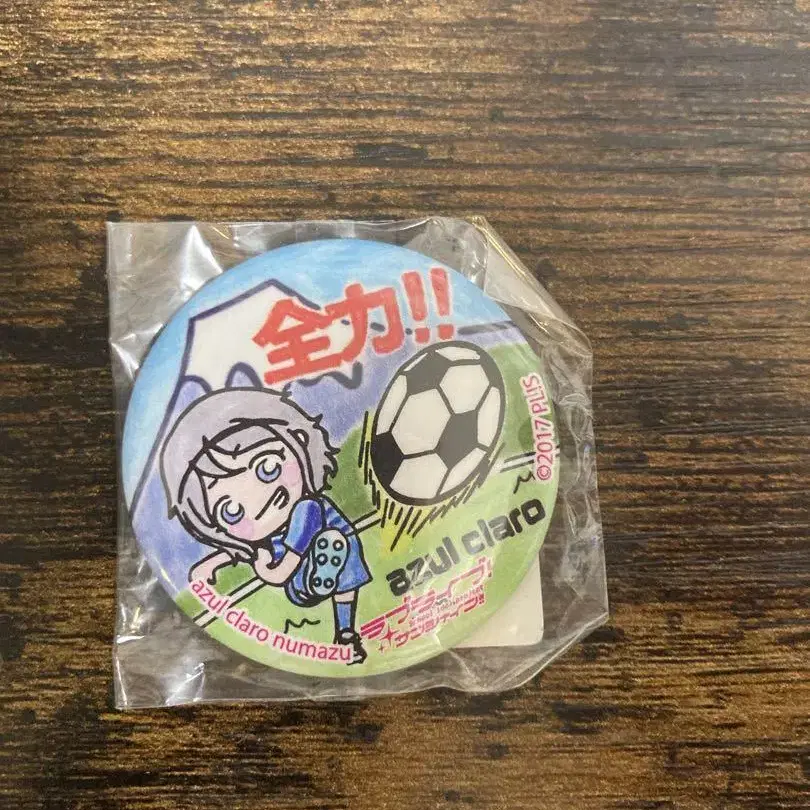 全力!!
©2017 PLIS
azul claro
ラブライブ!
サンシャイン!!
azul claro numazu